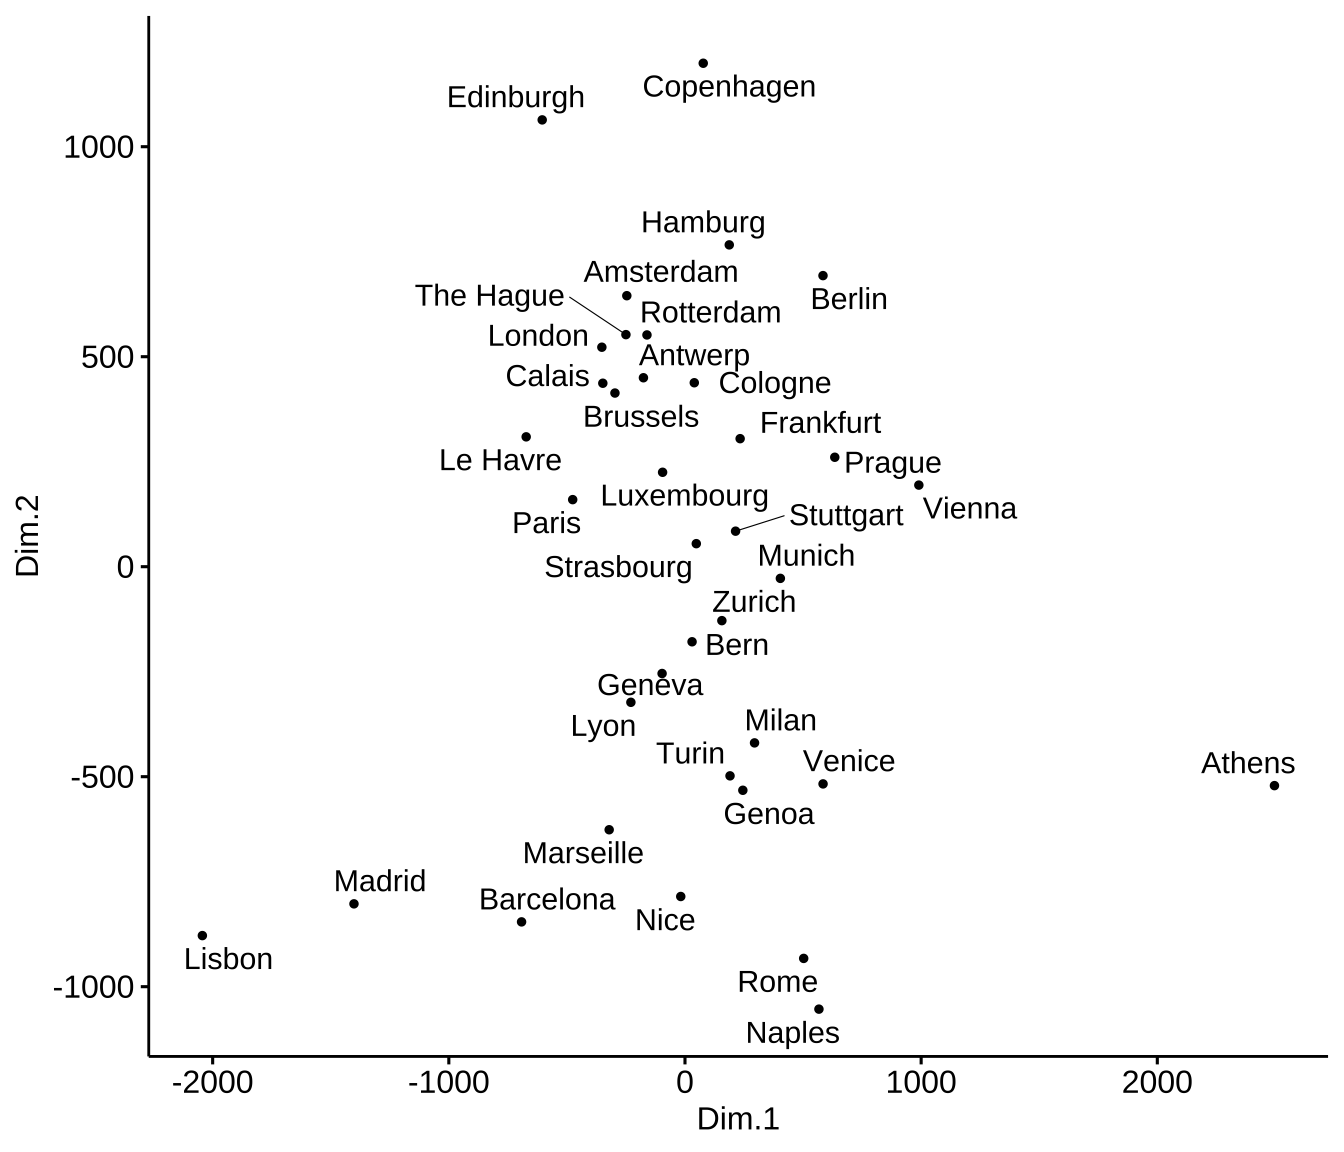 Copenhagen
Edinburgh
1000
Hamburg
Amsterdam
The Hague
Berlin
Rotterdam
London
500
Antwerp
Calais
Cologne
Brussels
Frankfurt
Le Havre
Prague
Luxembourg
Vienna
Stuttgart
Paris
Dim.2
Munich
0
Strasbourg
Zurich
Bern
Geneva
Milan
Lyon
Turin
Venice
Athens
-500
Genoa
Marseille
Madrid
Barcelona
Nice
Lisbon
Rome
-1000
Naples
-2000 -1000 0 1000 2000
Dim.1